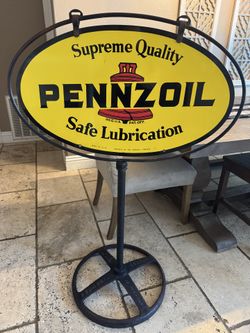 Supreme Quality
PENNZOIL
Safe Lubrication